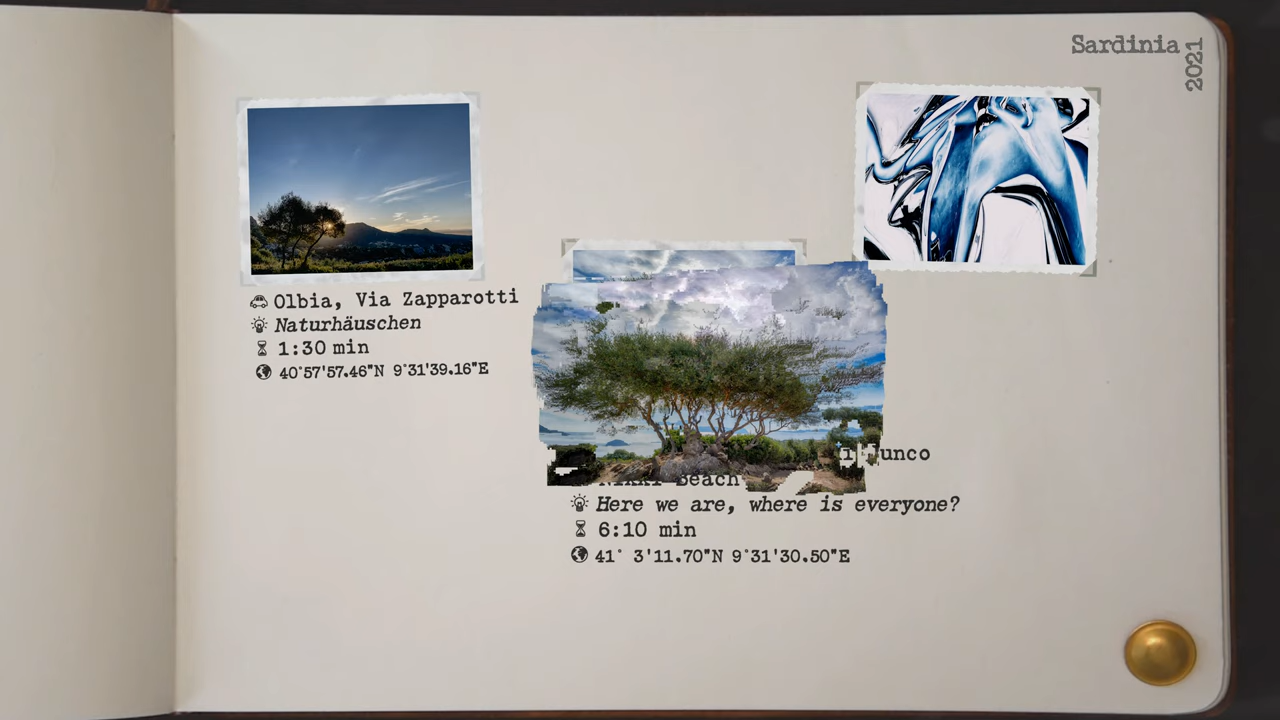 Sardinia
2021
Olbia, Via Zapparotti
Naturhäuschen
1:30 min
40°57'57.46"N 9°31'39.16"E
Beach
Here we are, where is everyone?
6:10 min
41° 3'11.70"N 9°31'30.50"E